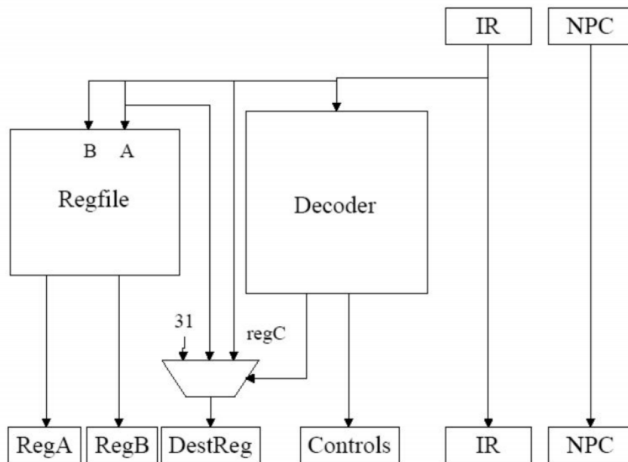 IR NPC
B A
Regfile
Decoder
31
regC
RegA RegB DestReg Controls IR NPC